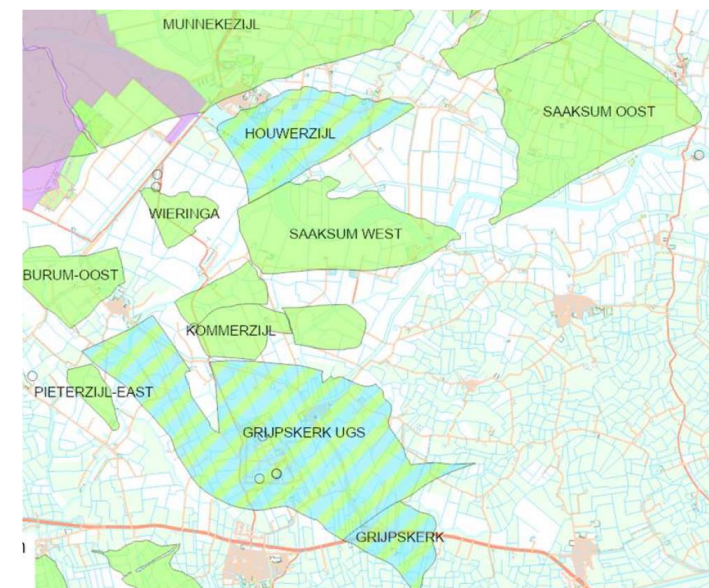 MUNNEKEZIJL
SAAKSUM OOST
HOUWERZIJL
WIERINGA
SAAKSUM WEST
BURUM-OOST
KOMMERZIJL
PIETERZIJL-EAST
GRIJPSKERK UGS
GRIJPSKERK